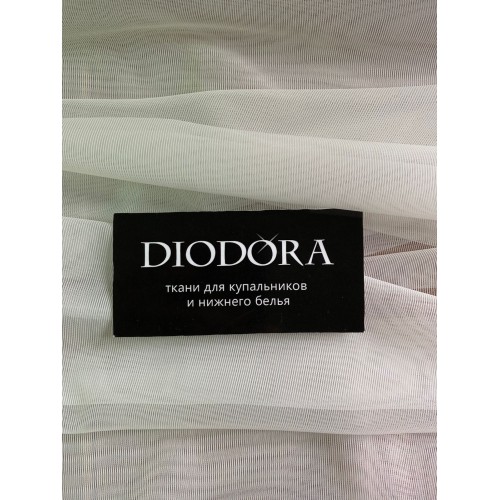 DIODORA
ткани для купальников
и нижнего белья